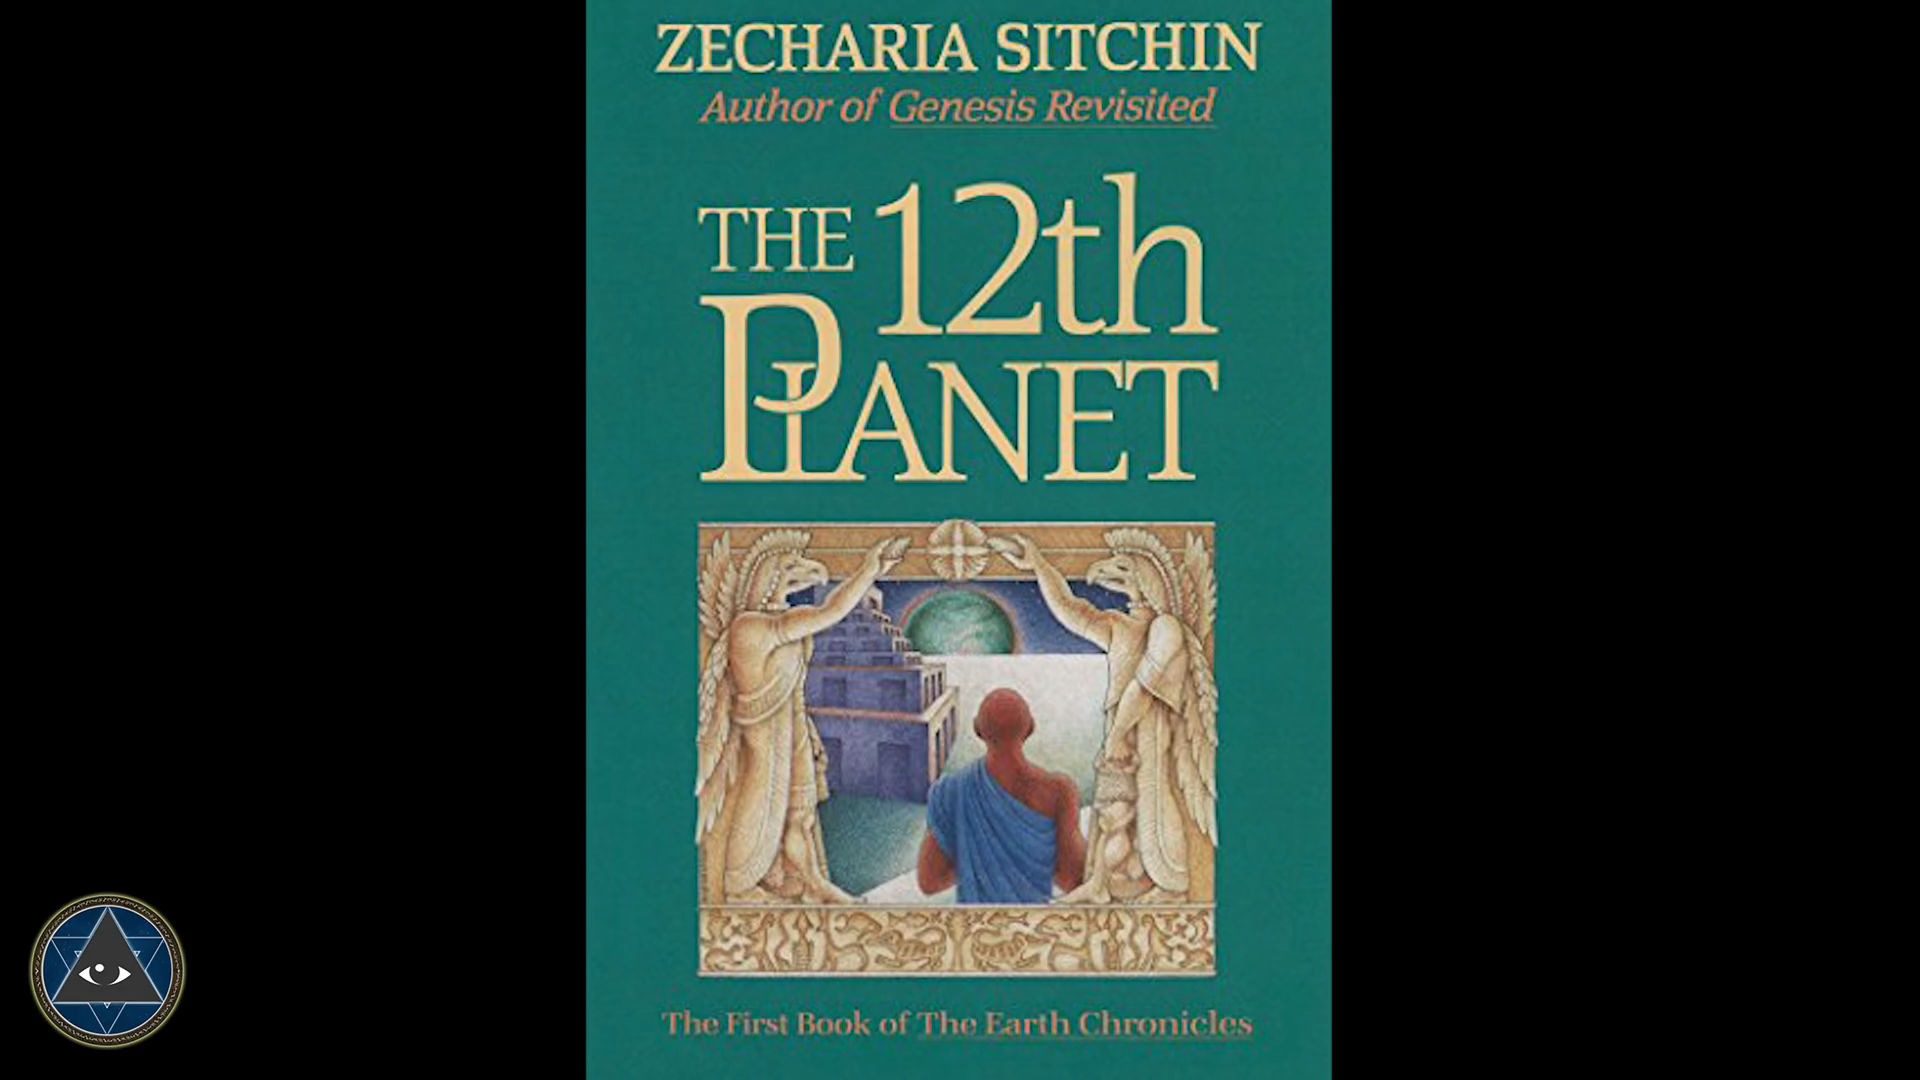 ZECHARIA SITCHIN
Author of Genesis Revisited
THE 12th
PLANET
The First Book of The Earth Chronicles